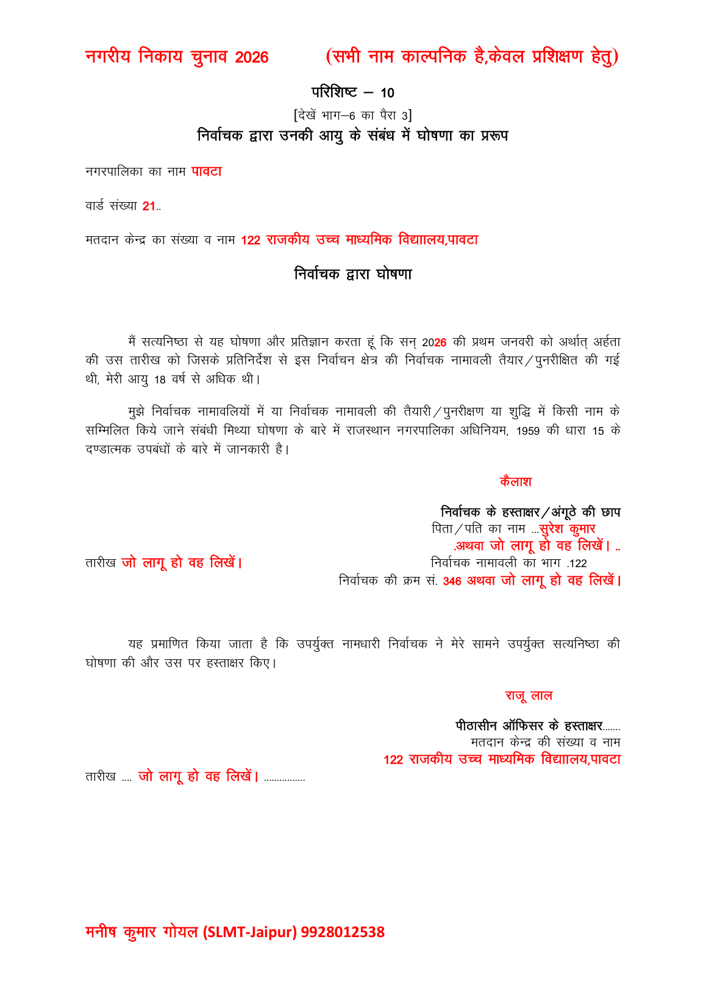 नगरीय निकाय चुनाव 2026 (सभी नाम काल्पनिक है,केवल प्रशिक्षण हेतु)
परिशिष्ट – 10
[देखें भाग–6 का पैरा 3]
निर्वाचक द्वारा उनकी आयु के संबंध में घोषणा का प्ररूप
नगरपालिका का नाम पावटा
वार्ड संख्या 21..
मतदान केन्द्र का संख्या व नाम 122 राजकीय उच्च माध्यमिक विद्याालय,पावटा
निर्वाचक द्वारा घोषणा
मैं सत्यनिष्ठा से यह घोषणा और प्रतिज्ञान करता हूं कि सन् 2026 की प्रथम जनवरी को अर्थात् अर्हता
की उस तारीख को जिसके प्रतिनिर्देश से इस निर्वाचन क्षेत्र की निर्वाचक नामावली तैयार/पुनरीक्षित की गई
थी, मेरी आयु 18 वर्ष से अधिक थी।
मुझे निर्वाचक नामावलियों में या निर्वाचक नामावली की तैयारी/पुनरीक्षण या शुद्धि में किसी नाम के
सम्मिलित किये जाने संबंधी मिथ्या घोषणा के बारे में राजस्थान नगरपालिका अधिनियम, 1959 की धारा 15 के
दण्डात्मक उपबंधों के बारे में जानकारी है।
कैलाश
निर्वाचक के हस्ताक्षर/अंगूठे की छाप
पिता/पति का नाम ...सुरेश कुमार
.अथवा जो लागू हो वह लिखें। ..
तारीख जो लागू हो वह लिखें। निर्वाचक नामावली का भाग .122
निर्वाचक की क्रम सं. 346 अथवा जो लागू हो वह लिखें।
यह प्रमाणित किया जाता है कि उपर्युक्त नामधारी निर्वाचक ने मेरे सामने उपर्युक्त सत्यनिष्ठा की
घोषणा की और उस पर हस्ताक्षर किए।
राजू लाल
पीठासीन ऑफिसर के हस्ताक्षर.......
मतदान केन्द्र की संख्या व नाम
122 राजकीय उच्च माध्यमिक विद्याालय,पावटा
तारीख .... जो लागू हो वह लिखें। ................
मनीष कुमार गोयल (SLMT-Jaipur) 9928012538